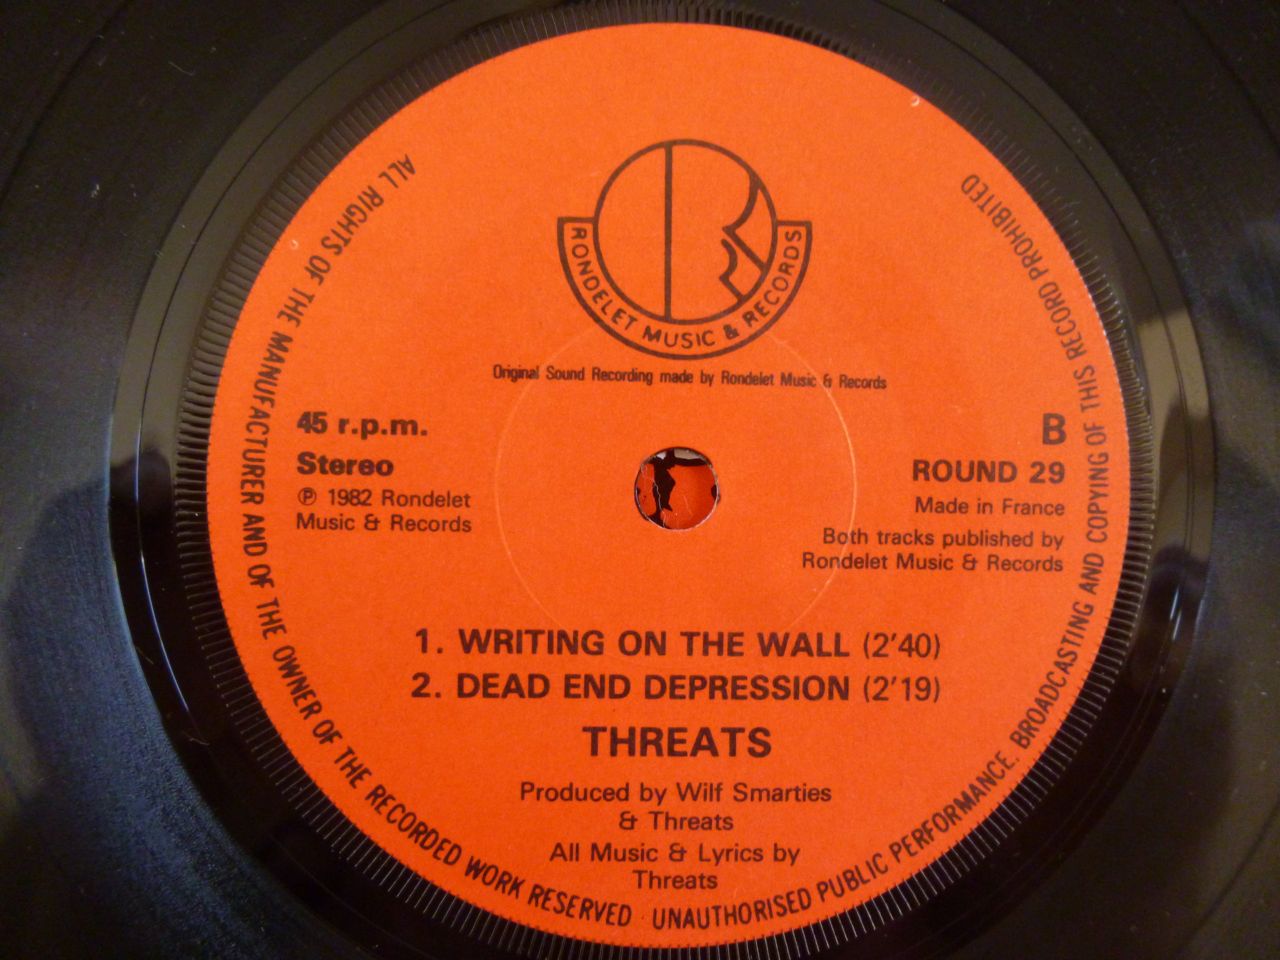 RONDELET MUSIC & RECORDS
Original Sound Recording made by Rondelet Music & Records
45 r.p.m.
Stereo
℗ 1982 Rondelet
Music & Records
B
ROUND 29
Made in France
Both tracks published by
Rondelet Music & Records
1. WRITING ON THE WALL (2'40)
2. DEAD END DEPRESSION (2'19)
THREATS
Produced by Wilf Smarties
& Threats
All Music & Lyrics by
Threats
ALL RIGHTS OF THE MANUFACTURER AND OF THE OWNER OF THE RECORDED WORK RESERVED · UNAUTHORISED PUBLIC PERFORMANCE. BROADCASTING AND COPYING OF THIS RECORD PROHIBITED